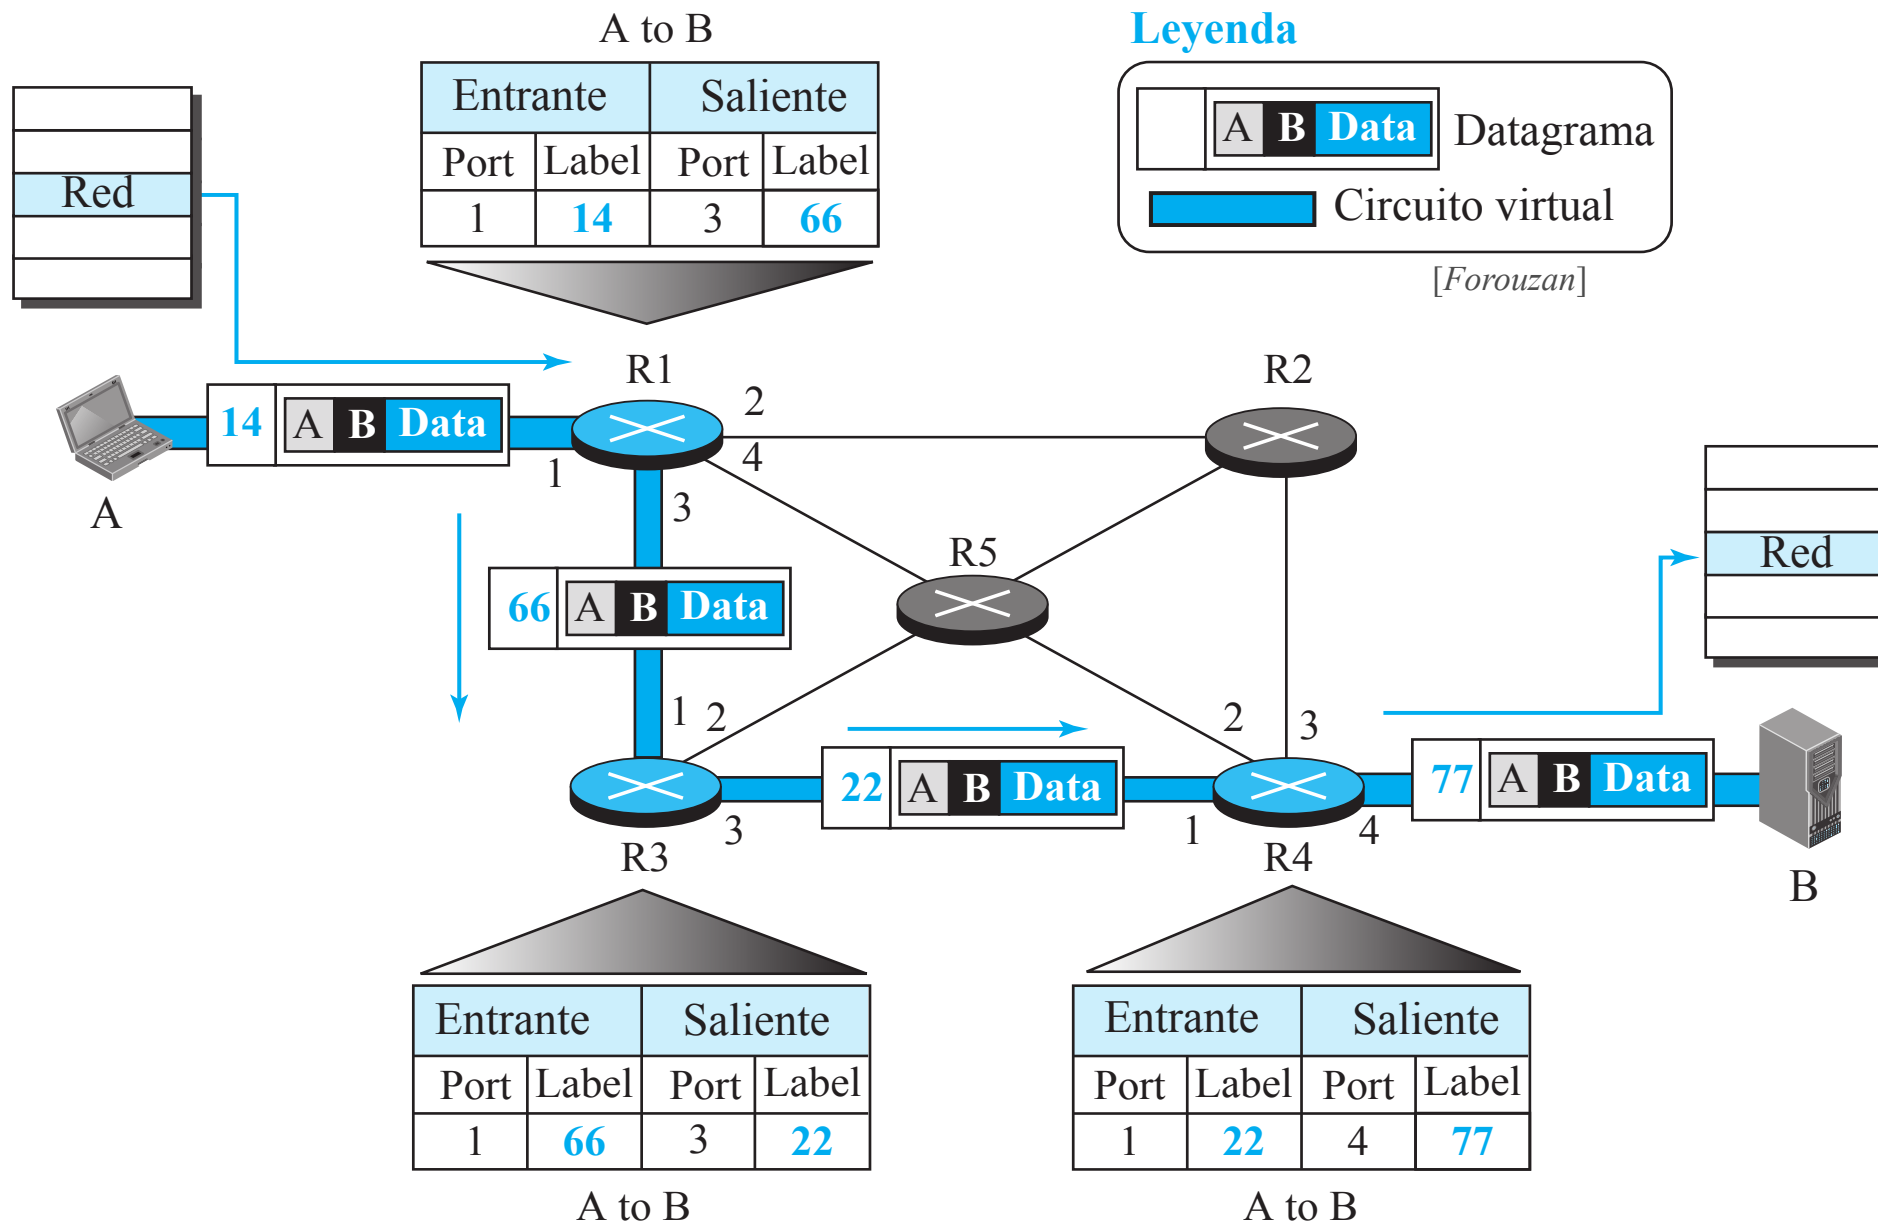 A to B
Leyenda
Entrante Saliente
Port Label Port Label
1 14 3 66
A B Data Datagrama
Circuito virtual
[Forouzan]
Red
R1
R2
14 A B Data
A
1
2
4
3
R5
66 A B Data
1
2
2
3
Red
22 A B Data
77 A B Data
3
1
4
R3
R4
B
Entrante Saliente
Port Label Port Label
1 66 3 22
A to B
Entrante Saliente
Port Label Port Label
1 22 4 77
A to B